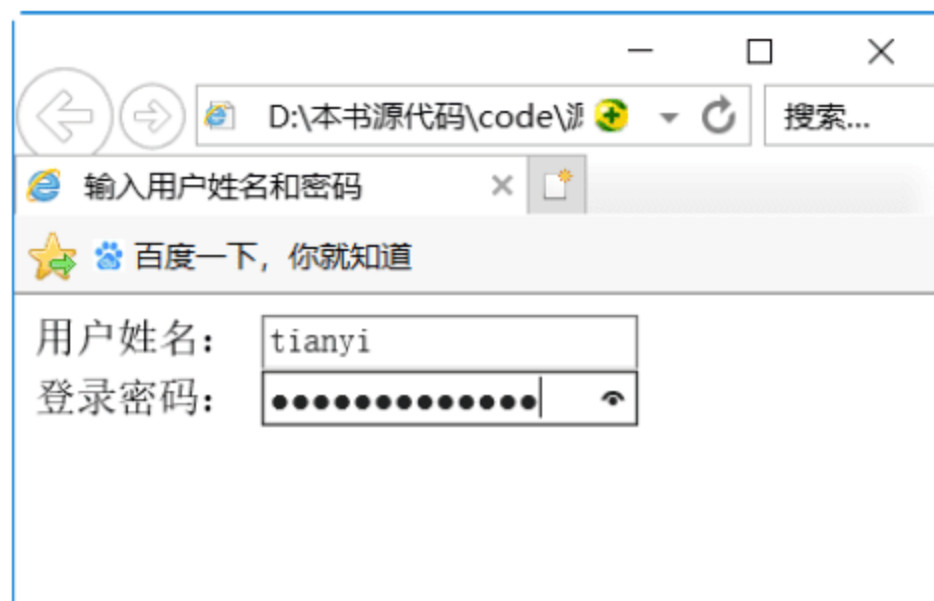 D:\本书源代码\code\源
搜索...
输入用户姓名和密码
百度一下，你就知道
用户姓名： tianyi
登录密码： •••••••••••••